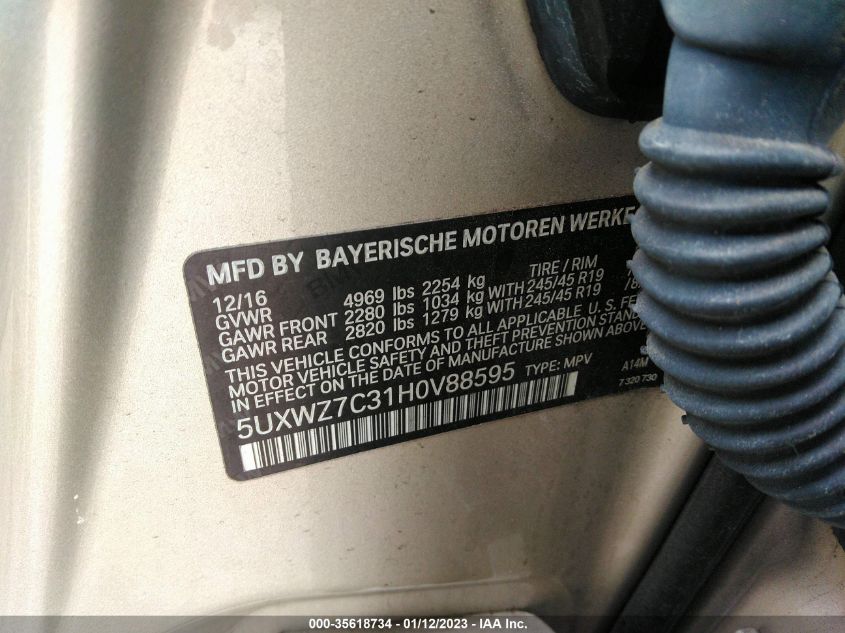 MFD BY BAYERISCHE MOTOREN WERKE
12/16 TIRE / RIM
GVWR 4969 lbs 2254 kg
GAWR FRONT 2280 lbs 1034 kg WITH 245/45 R19
GAWR REAR 2820 lbs 1279 kg WITH 245/45 R19
THIS VEHICLE CONFORMS TO ALL APPLICABLE U. S. FE
MOTOR VEHICLE SAFETY AND THEFT PREVENTION STAND
IN EFFECT ON THE DATE OF MANUFACTURE SHOWN ABOVE
5UXWZ7C31H0V88595 TYPE: MPV A14M
7 320 730
000-35618734 - 01/12/2023 - IAA Inc.